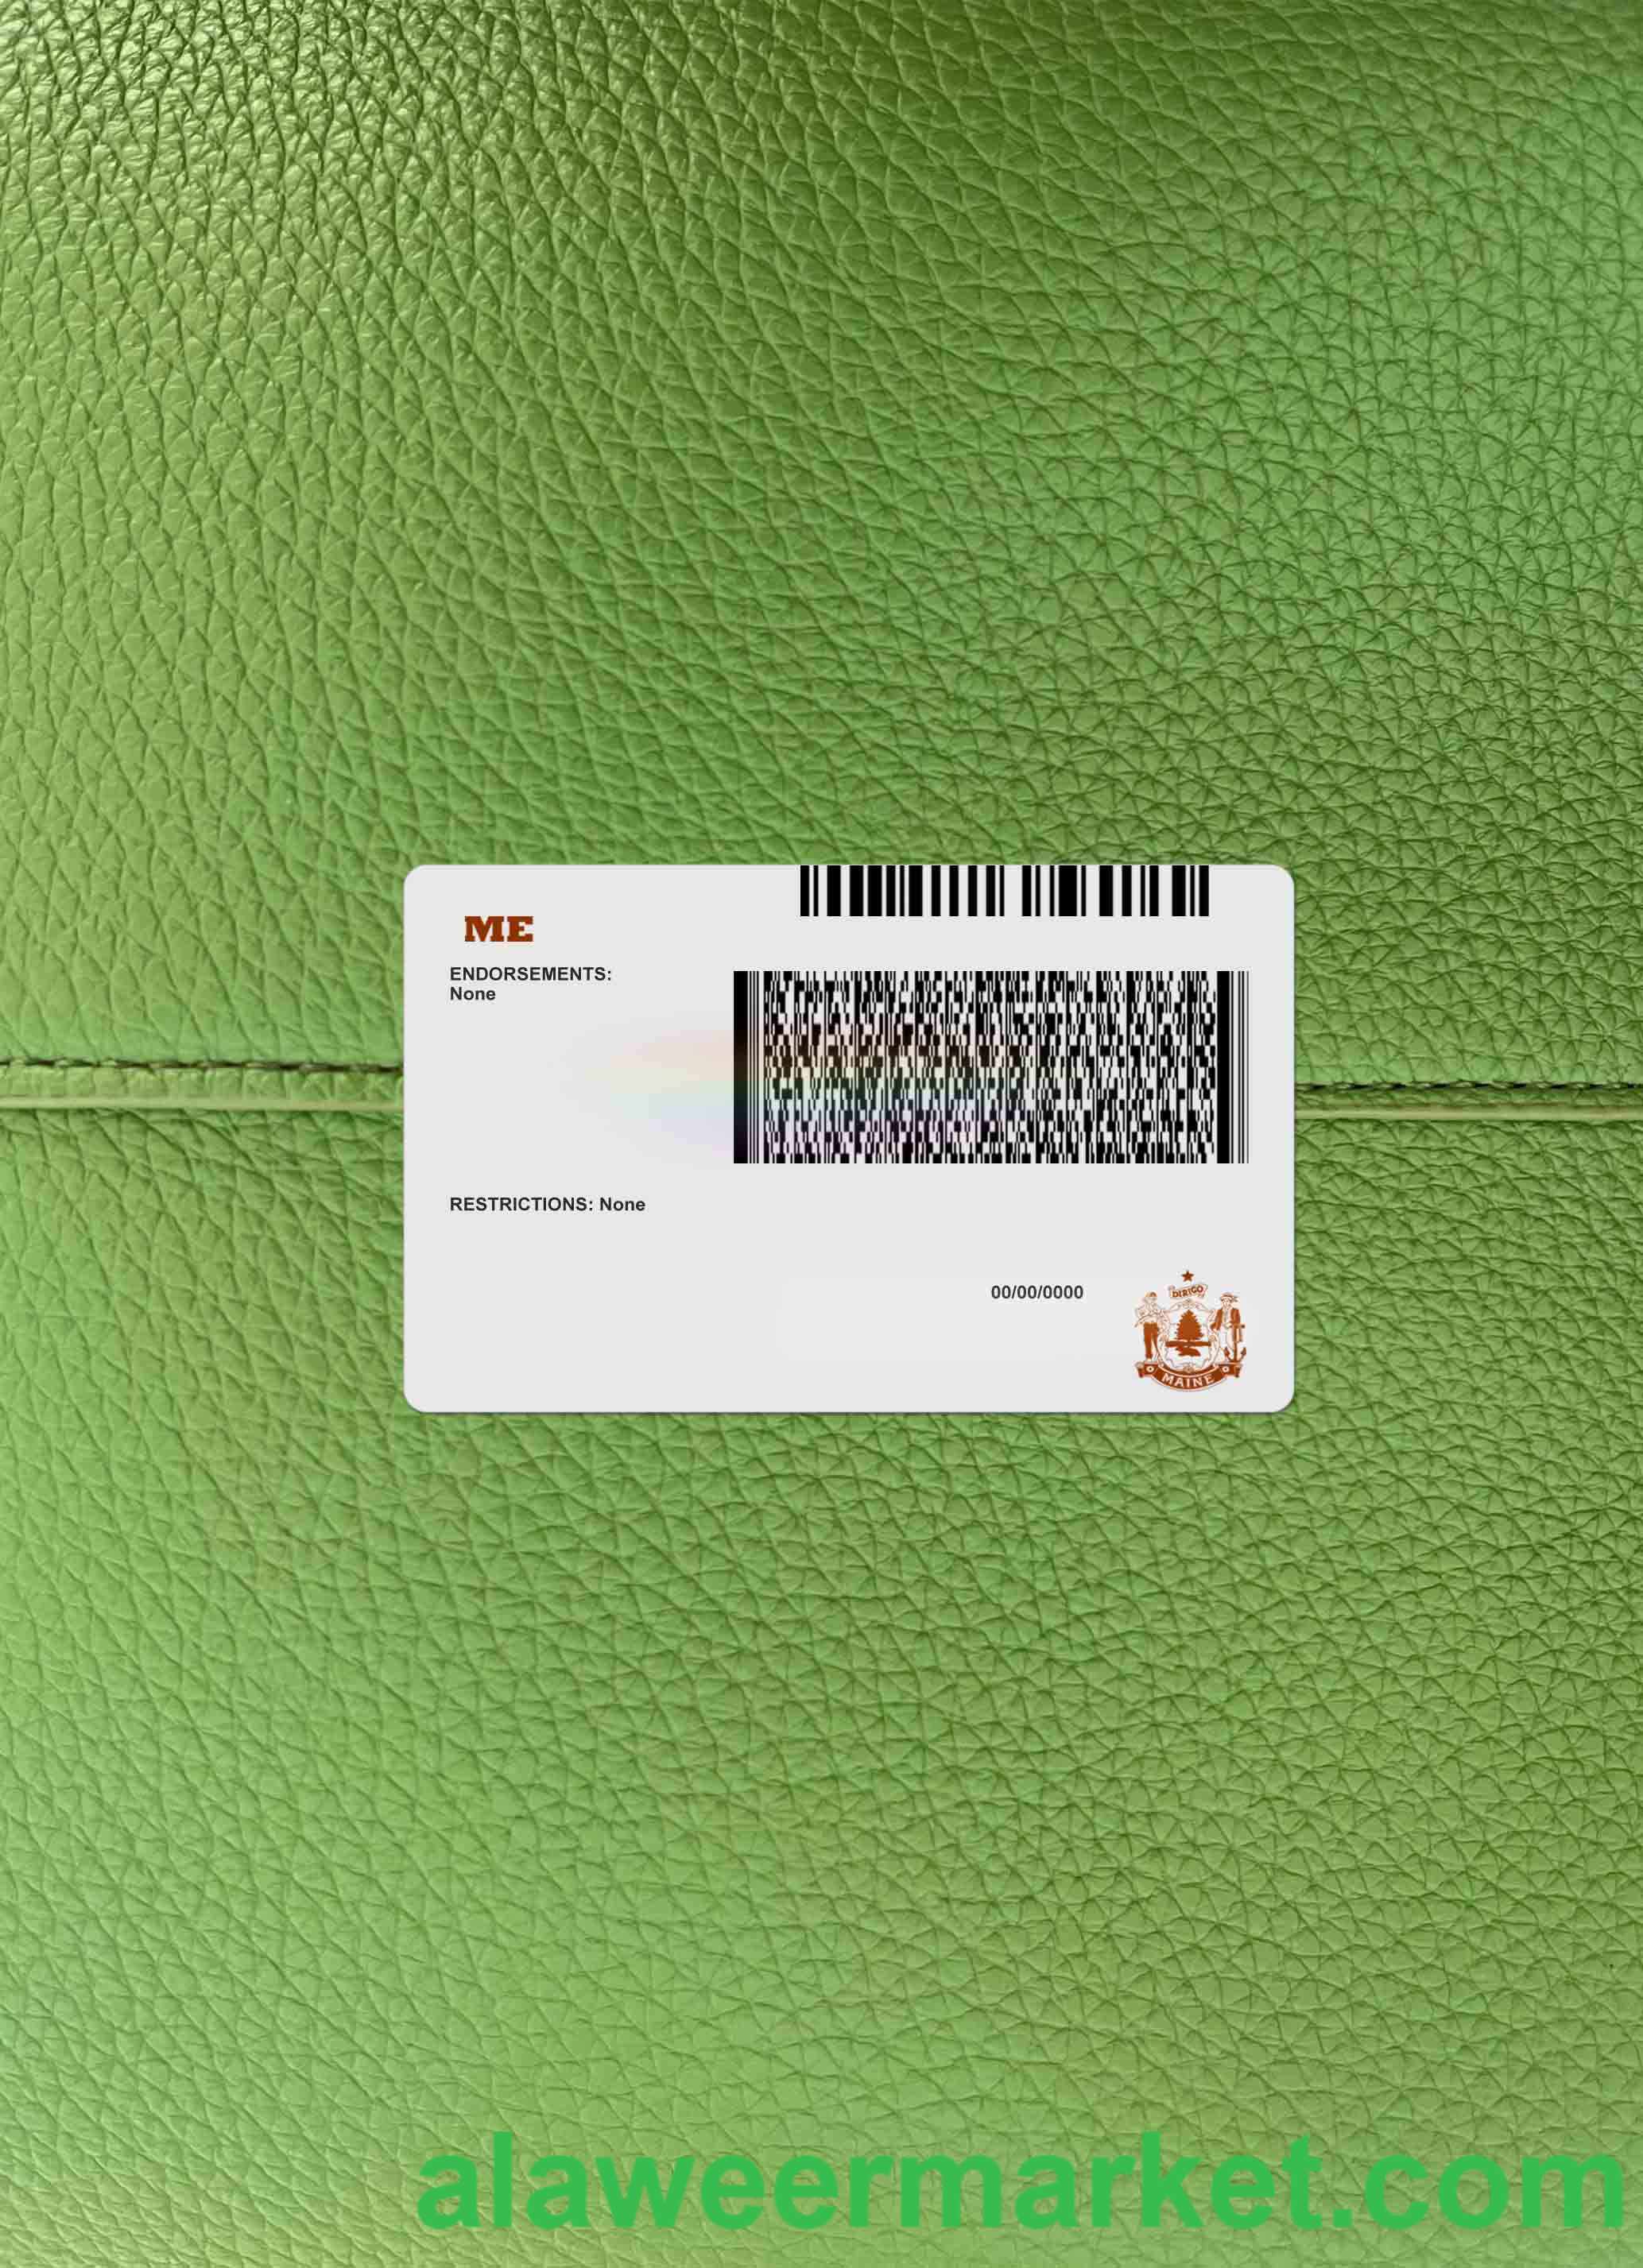 ME
ENDORSEMENTS:
None
RESTRICTIONS: None
00/00/0000
DIRIGO
MAINE
alaweermarket.com